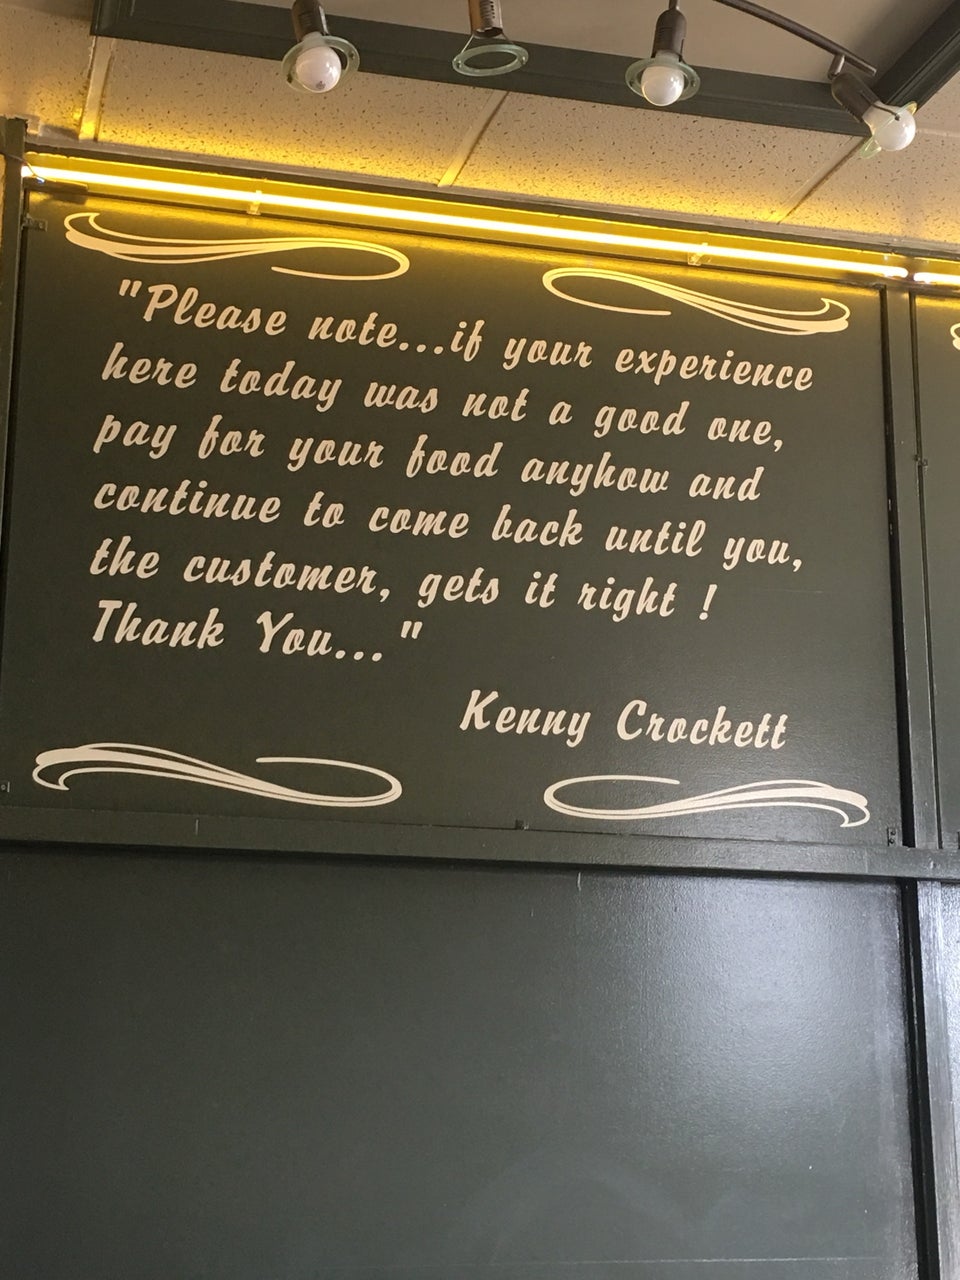 "Please note...if your experience
here today was not a good one,
pay for your food anyhow and
continue to come back until you,
the customer, gets it right !
Thank You..."
Kenny Crockett